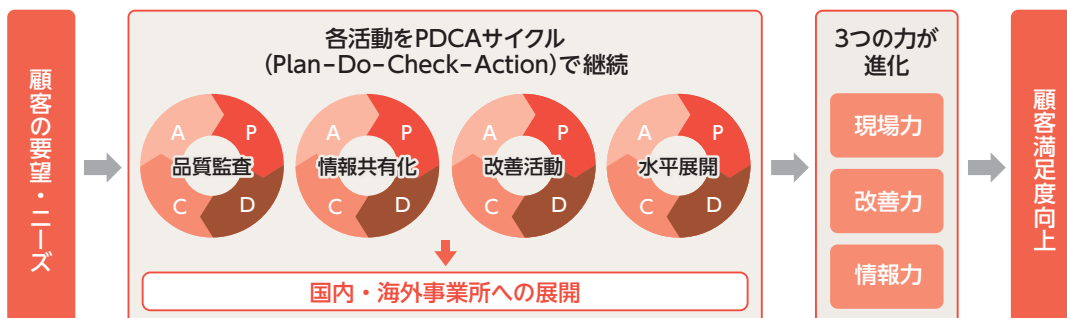 顧客の要望・ニーズ
各活動をPDCAサイクル
(Plan-Do-Check-Action)で継続
A
P
品質監査
C
D
A
P
情報共有化
C
D
A
P
改善活動
C
D
A
P
水平展開
C
D
国内・海外事業所への展開
3つの力が
進化
現場力
改善力
情報力
顧客満足度向上